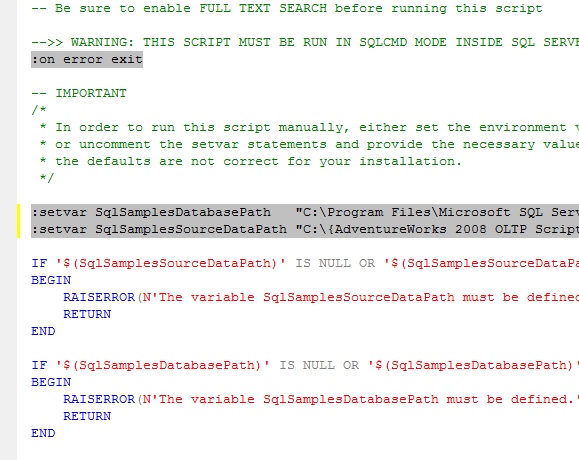 -- Be sure to enable FULL TEXT SEARCH before running this script
-->> WARNING: THIS SCRIPT MUST BE RUN IN SQLCMD MODE INSIDE SQL SERVE
:on error exit
-- IMPORTANT
/*
* In order to run this script manually, either set the environment
* or uncomment the setvar statements and provide the necessary value
* the defaults are not correct for your installation.
*/
:setvar SqlSamplesDatabasePath "C:\Program Files\Microsoft SQL Serv
:setvar SqlSamplesSourceDataPath "C:\{AdventureWorks 2008 OLTP Script
IF '$(SqlSamplesSourceDataPath)' IS NULL OR '$(SqlSamplesSourceDataPa
BEGIN
RAISERROR(N'The variable SqlSamplesSourceDataPath must be defined
RETURN
END
IF '$(SqlSamplesDatabasePath)' IS NULL OR '$(SqlSamplesDatabasePath)'
BEGIN
RAISERROR(N'The variable SqlSamplesDatabasePath must be defined.'
RETURN
END